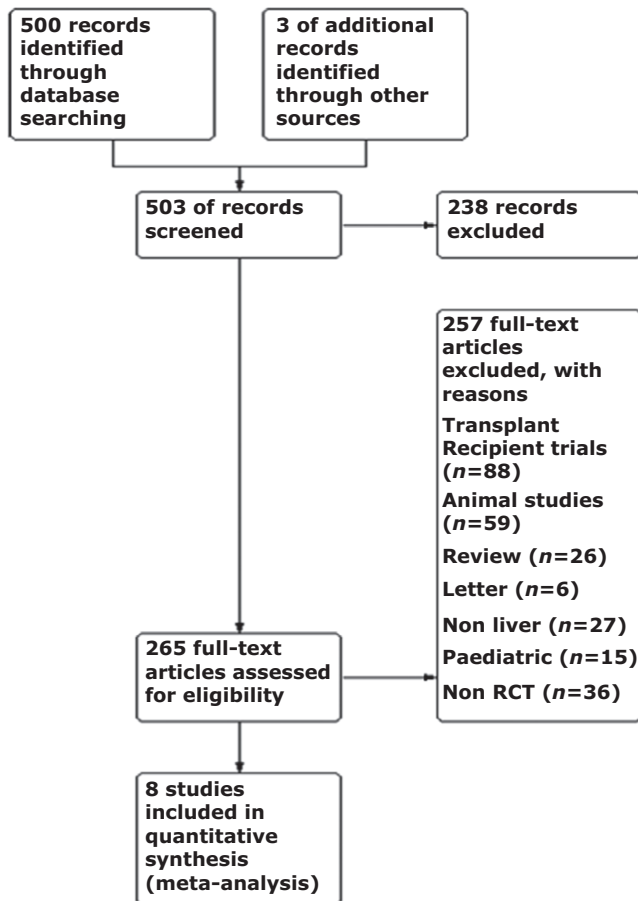 500 records
identified
through
database
searching
3 of additional
records
identified
through other
sources
503 of records
screened
238 records
excluded
257 full-text
articles
excluded, with
reasons
Transplant
Recipient trials
(n=88)
Animal studies
(n=59)
Review (n=26)
Letter (n=6)
Non liver (n=27)
Paediatric (n=15)
Non RCT (n=36)
265 full-text
articles assessed
for eligibility
8 studies
included in
quantitative
synthesis
(meta-analysis)